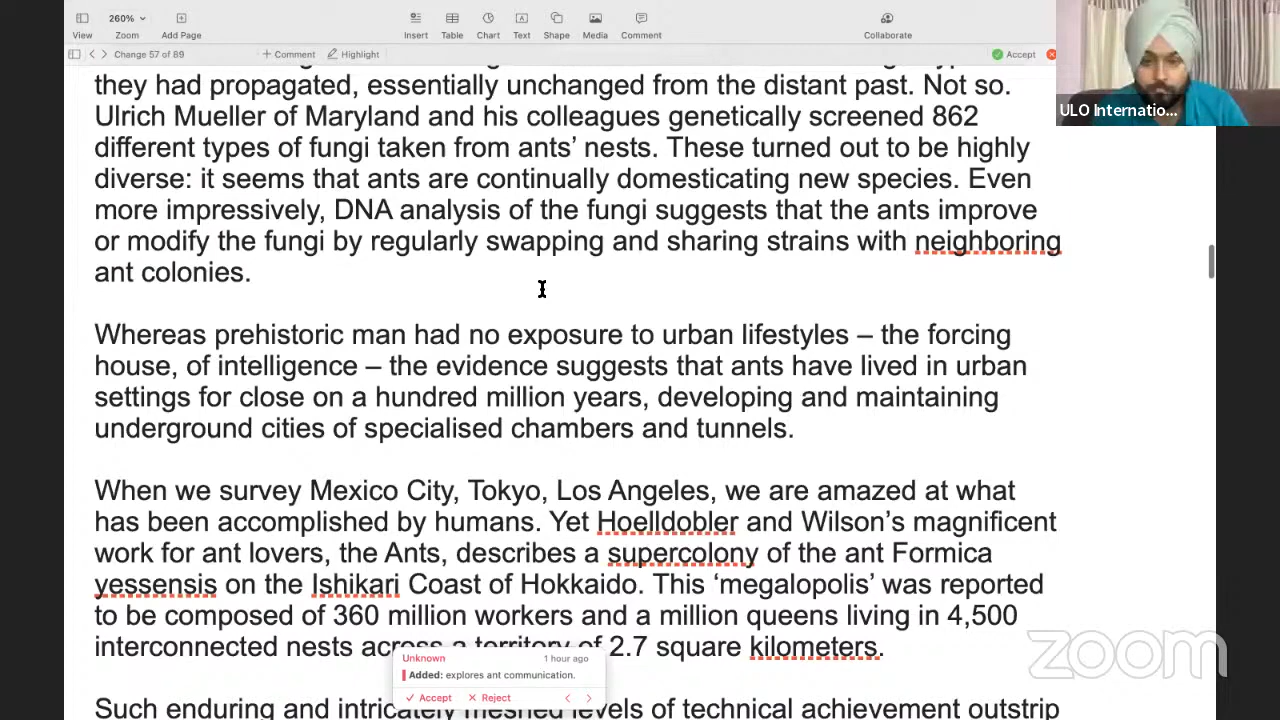 260%
View
Zoom
Add Page
Insert
Table
Chart
Text
Shape
Media
Comment
Collaborate
Change 57 of 89
Comment
Highlight
Accept
ULO Internatio...
they had propagated, essentially unchanged from the distant past. Not so.
Ulrich Mueller of Maryland and his colleagues genetically screened 862
different types of fungi taken from ants’ nests. These turned out to be highly
diverse: it seems that ants are continually domesticating new species. Even
more impressively, DNA analysis of the fungi suggests that the ants improve
or modify the fungi by regularly swapping and sharing strains with neighboring
ant colonies.
Whereas prehistoric man had no exposure to urban lifestyles – the forcing
house, of intelligence – the evidence suggests that ants have lived in urban
settings for close on a hundred million years, developing and maintaining
underground cities of specialised chambers and tunnels.
When we survey Mexico City, Tokyo, Los Angeles, we are amazed at what
has been accomplished by humans. Yet Hoelldobler and Wilson’s magnificent
work for ant lovers, the Ants, describes a supercolony of the ant Formica
yessensis on the Ishikari Coast of Hokkaido. This ‘megalopolis’ was reported
to be composed of 360 million workers and a million queens living in 4,500
interconnected nests across a territory of 2.7 square kilometers.
Unknown 1 hour ago
Added: explores ant communication.
Accept Reject
Such enduring and intricately meshed levels of technical achievement outstrip
zoom